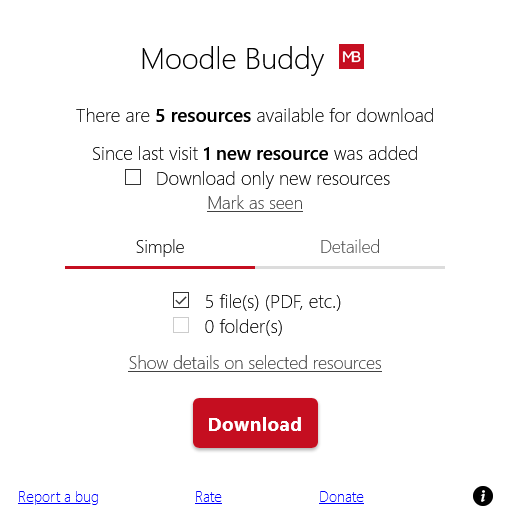 Moodle Buddy MB
There are 5 resources available for download
Since last visit 1 new resource was added
Download only new resources
Mark as seen
Simple Detailed
5 file(s) (PDF, etc.)
0 folder(s)
Show details on selected resources
Download
Report a bug Rate Donate i